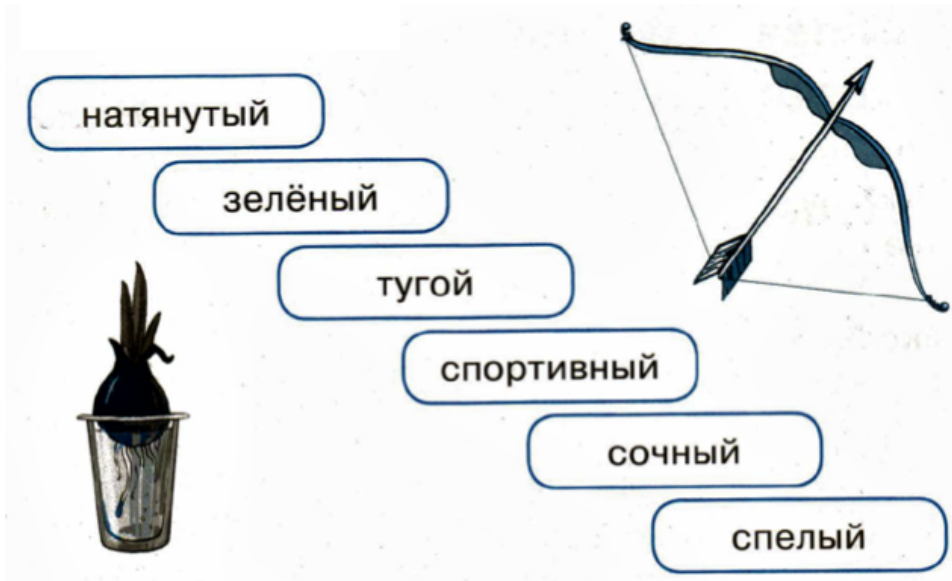 натянутый
зелёный
тугой
спортивный
сочный
спелый